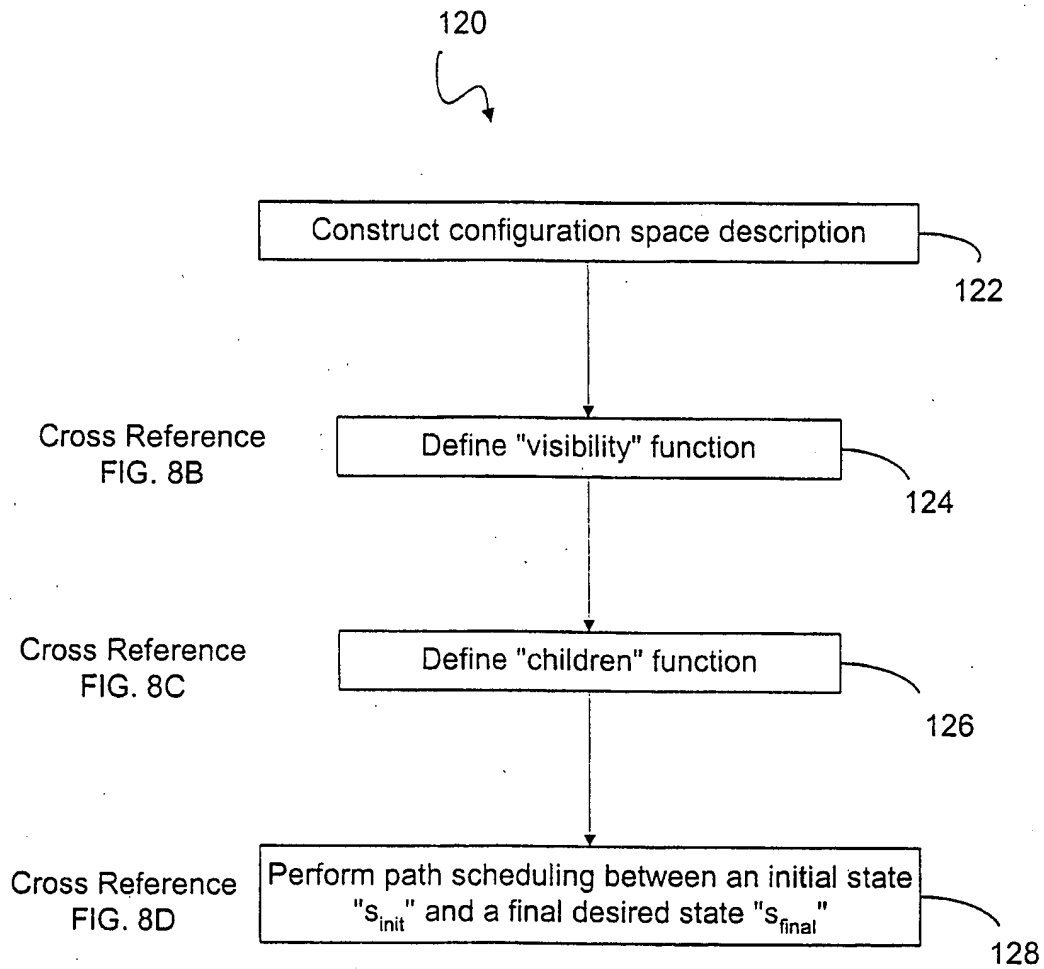 120
Construct configuration space description
122
Cross Reference
FIG. 8B
Define "visibility" function
124
Cross Reference
FIG. 8C
Define "children" function
126
Cross Reference
FIG. 8D
Perform path scheduling between an initial state
"s_init" and a final desired state "s_final"
128